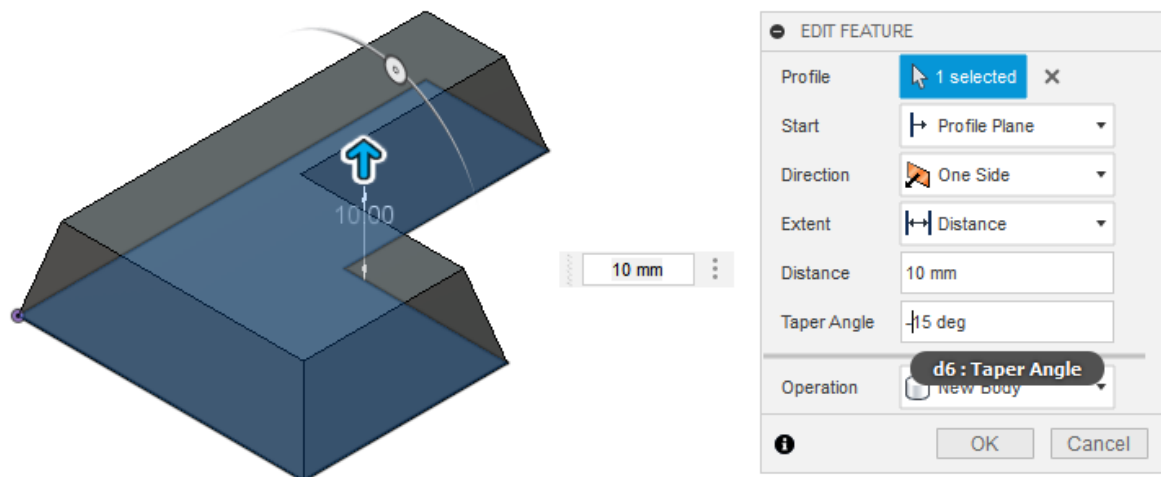 EDIT FEATURE
Profile
1 selected
Start
Profile Plane
Direction
One Side
Extent
Distance
Distance
10 mm
Taper Angle
-15 deg
d6 : Taper Angle
Operation
New Body
OK
Cancel
10.00
10 mm